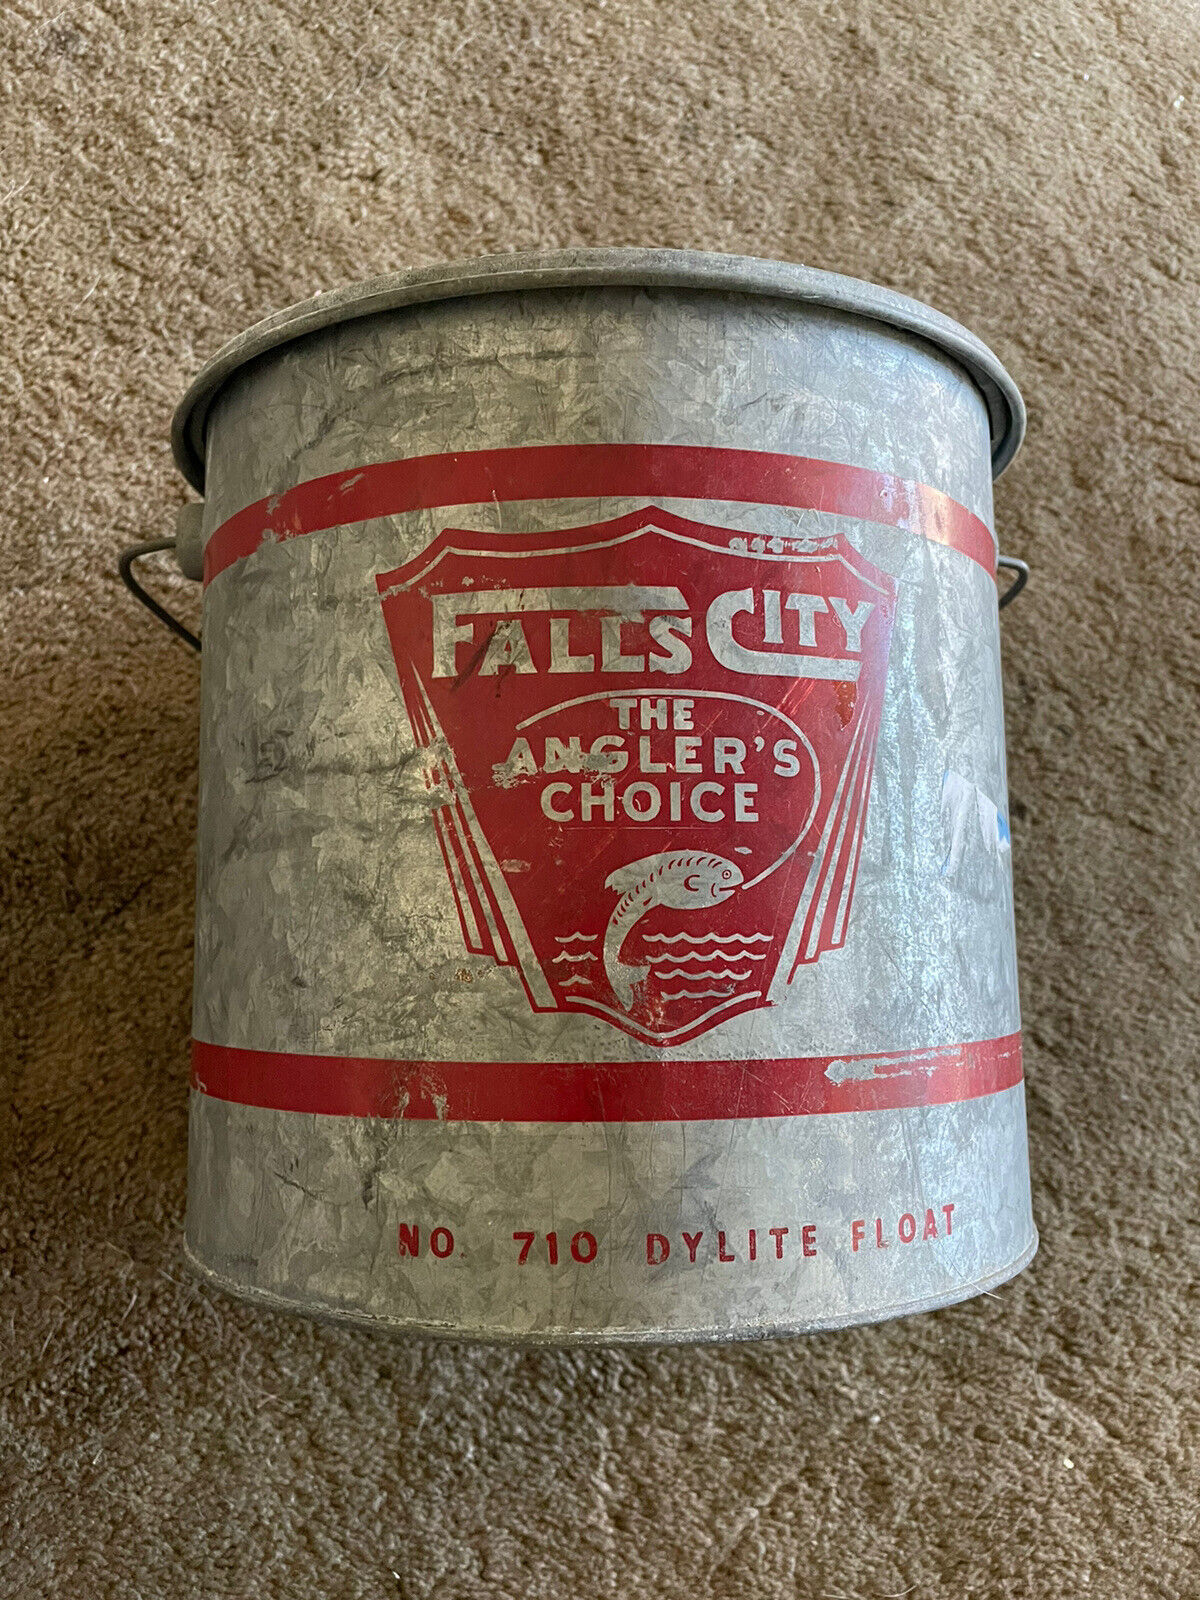 FALLS CITY
THE
ANGLER'S
CHOICE
NO 710 DYLITE FLOAT